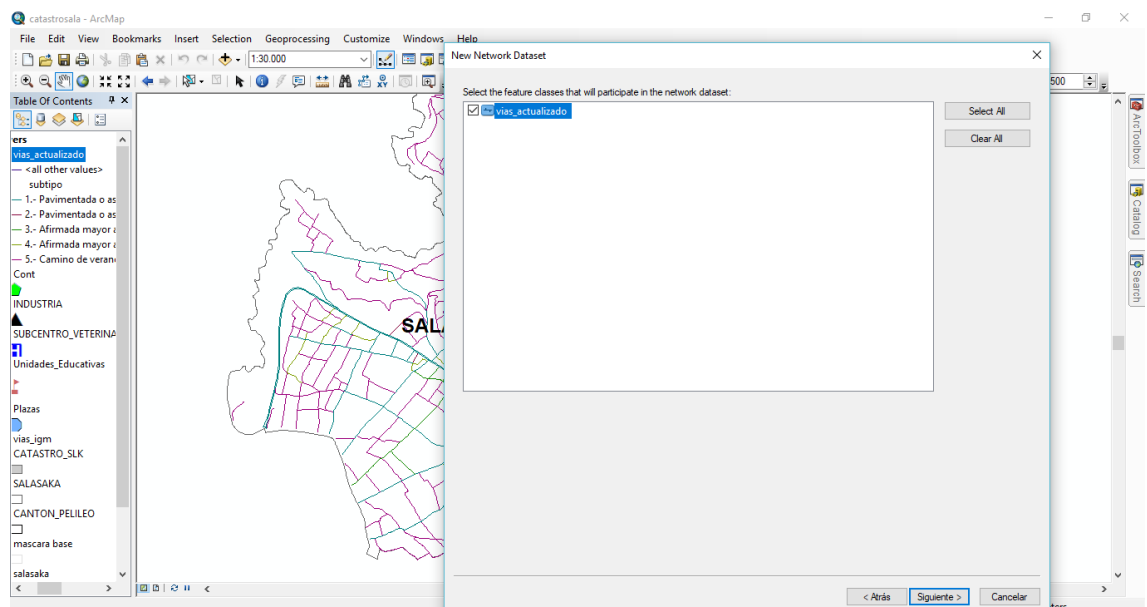 catastrosala - ArcMap
File Edit View Bookmarks Insert Selection Geoprocessing Customize Windows Help
1:30.000
500
Table Of Contents
ers
vias_actualizado
<all other values>
subtipo
1.- Pavimentada o as
2.- Pavimentada o as
3.- Afirmada mayor a
4.- Afirmada mayor a
5.- Camino de veran
Cont
INDUSTRIA
SUBCENTRO_VETERINA
Unidades_Educativas
Plazas
vias_igm
CATASTRO_SLK
SALASAKA
CANTON_PELILEO
mascara base
salasaka
SAL
New Network Dataset
Select the feature classes that will participate in the network dataset:
vias_actualizado
Select All
Clear All
< Atrás
Siguiente >
Cancelar
ArcToolbox
Catalog
Search